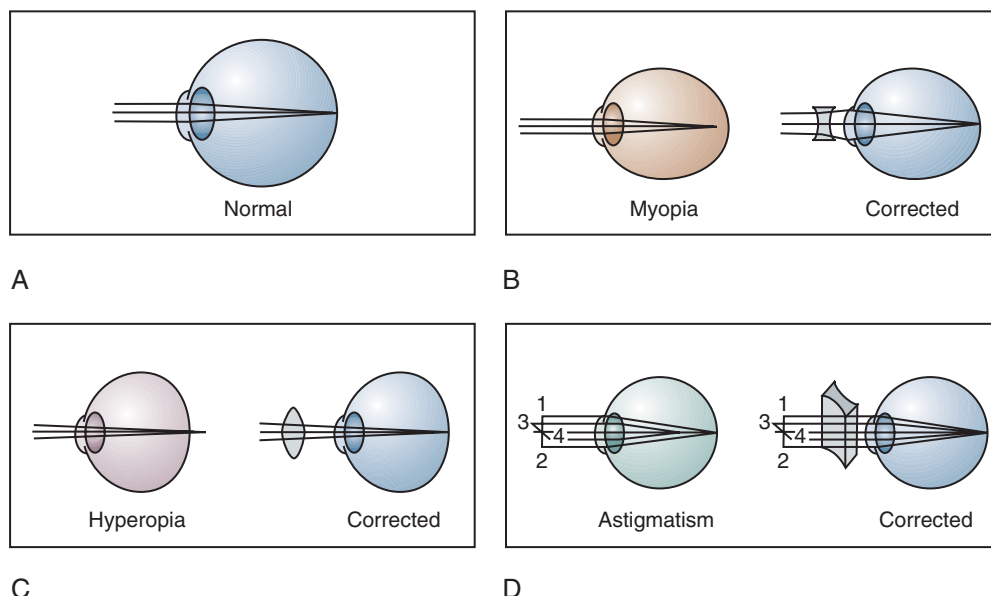 Normal
A
Myopia Corrected
B
Hyperopia Corrected
C
1
3
4
2
Astigmatism
1
3
4
2
Corrected
D